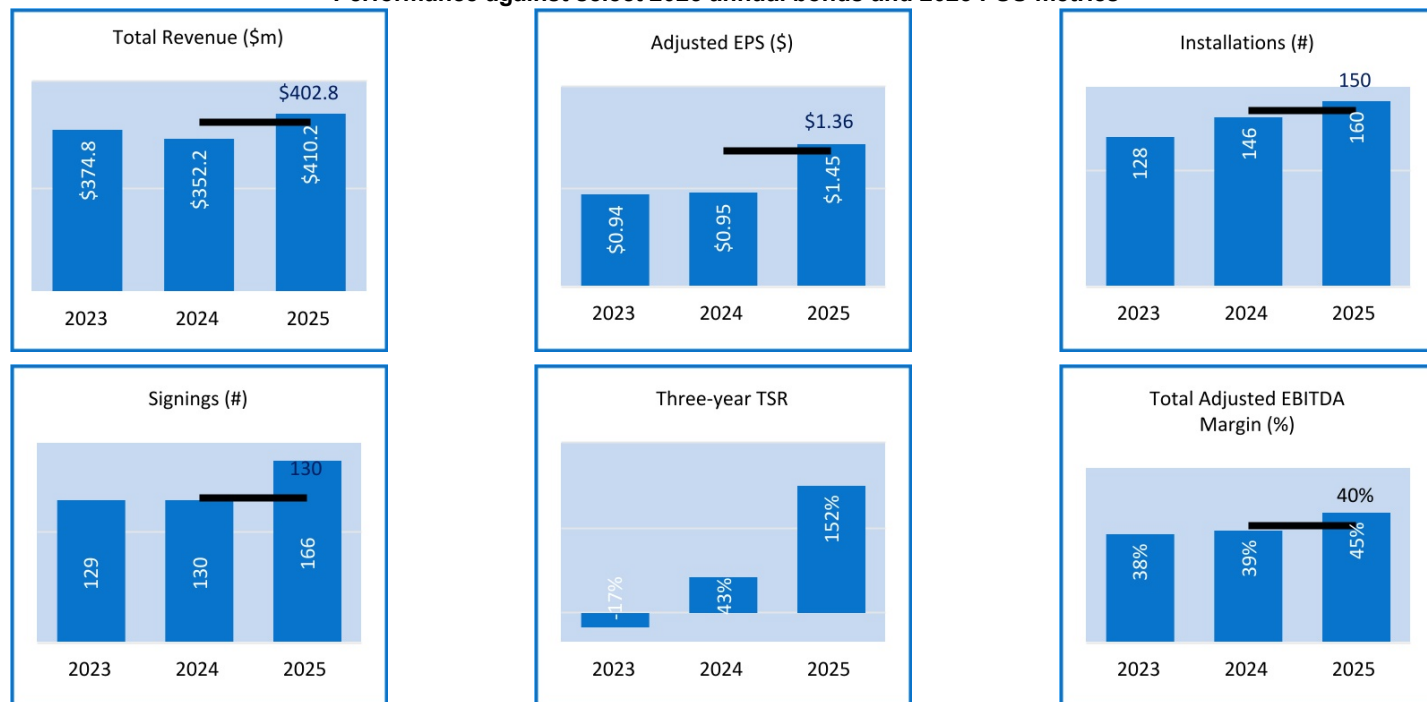 Total Revenue ($m)
$402.8
$374.8
$352.2
$410.2
2023 2024 2025
Adjusted EPS ($)
$1.36
$0.94
$0.95
$1.45
2023 2024 2025
Installations (#)
150
128
146
160
2023 2024 2025
Signings (#)
130
129
130
166
2023 2024 2025
Three-year TSR
-17%
43%
152%
2023 2024 2025
Total Adjusted EBITDA
Margin (%)
40%
38%
39%
45%
2023 2024 2025